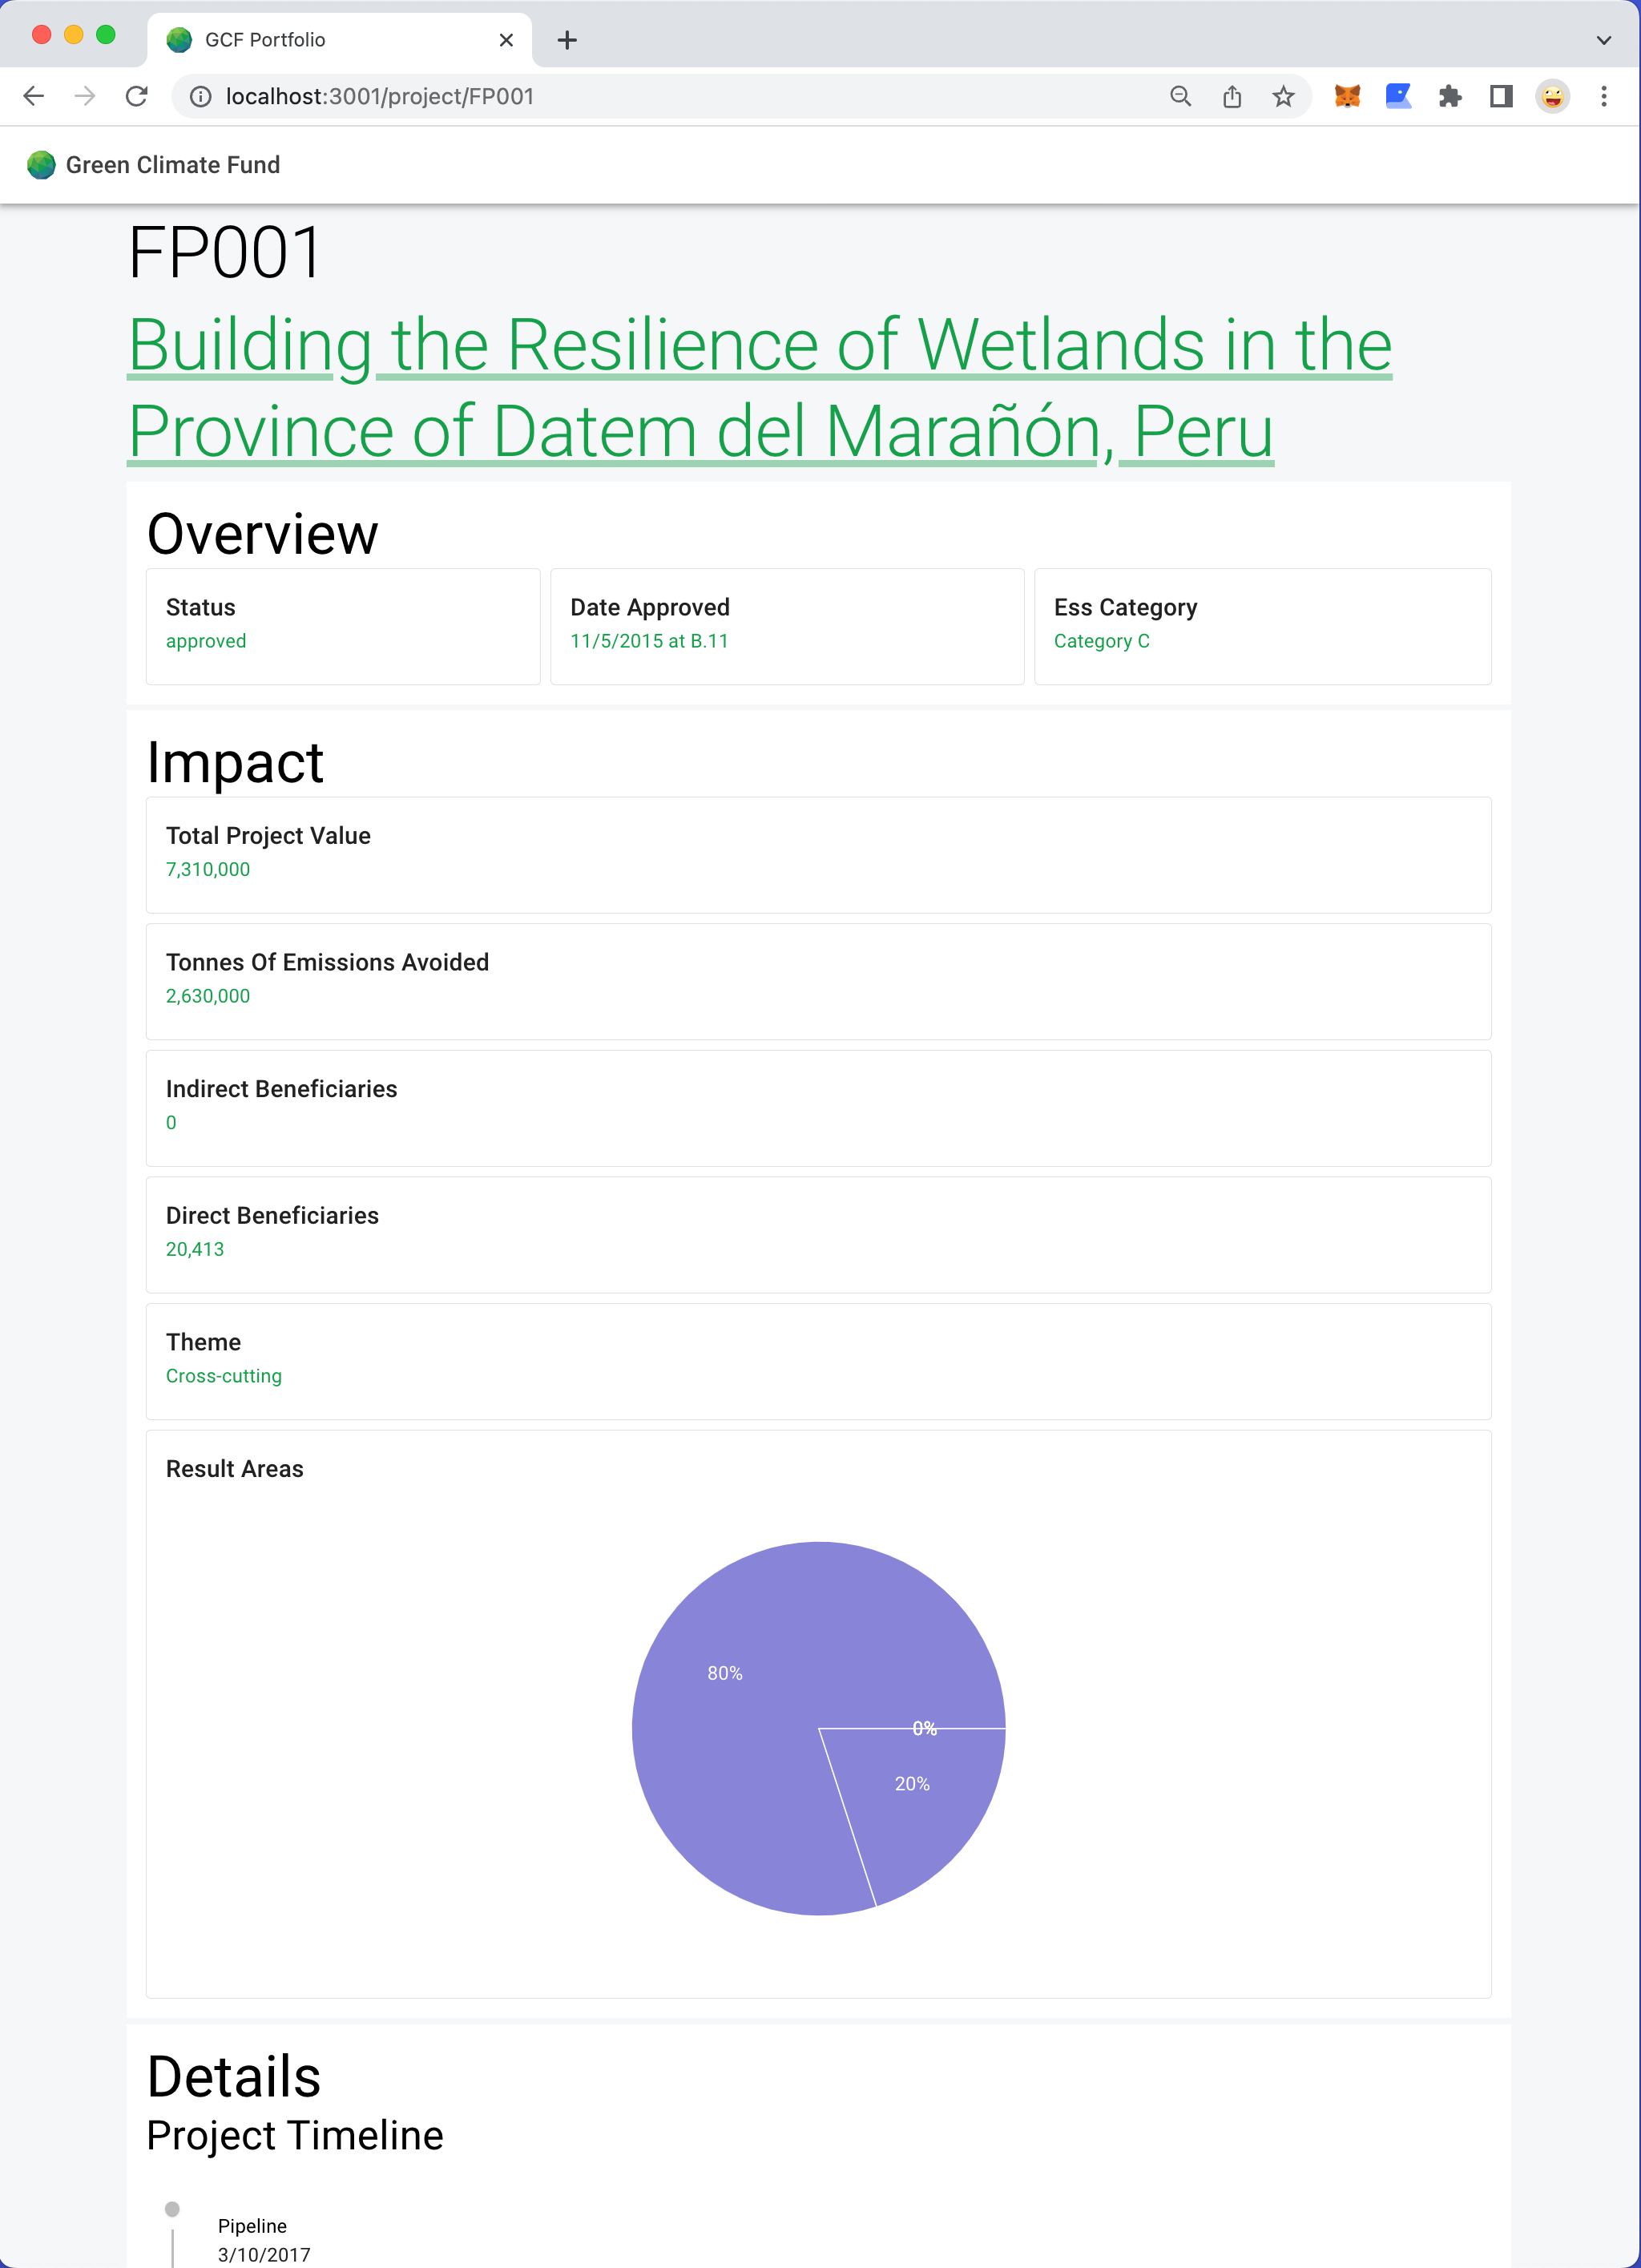 GCF Portfolio
localhost:3001/project/FP001
Green Climate Fund
FP001
Building the Resilience of Wetlands in the
Province of Datem del Marañón, Peru
Overview
Status
approved
Date Approved
11/5/2015 at B.11
Ess Category
Category C
Impact
Total Project Value
7,310,000
Tonnes Of Emissions Avoided
2,630,000
Indirect Beneficiaries
0
Direct Beneficiaries
20,413
Theme
Cross-cutting
Result Areas
80%
0%
20%
Details
Project Timeline
Pipeline
3/10/2017